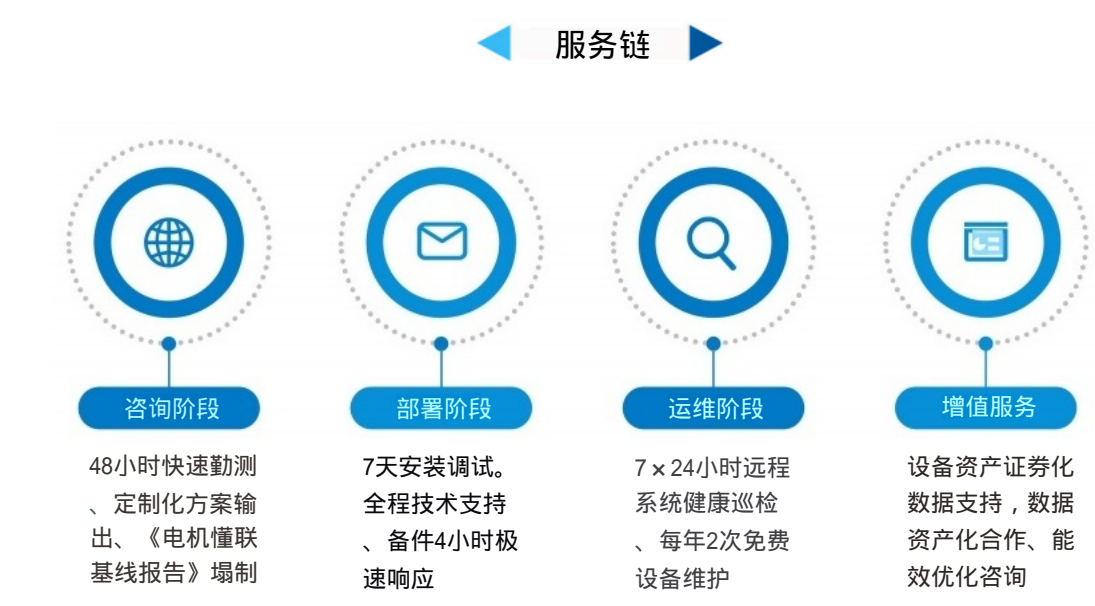 服务链
咨询阶段
48小时快速勤测
、定制化方案输
出、《电机懂联
基线报告》塌制
部署阶段
7天安装调试。
全程技术支持
、备件4小时极
速响应
运维阶段
7×24小时远程
系统健康巡检
、每年2次免费
设备维护
增值服务
设备资产证券化
数据支持，数据
资产化合作、能
效优化咨询